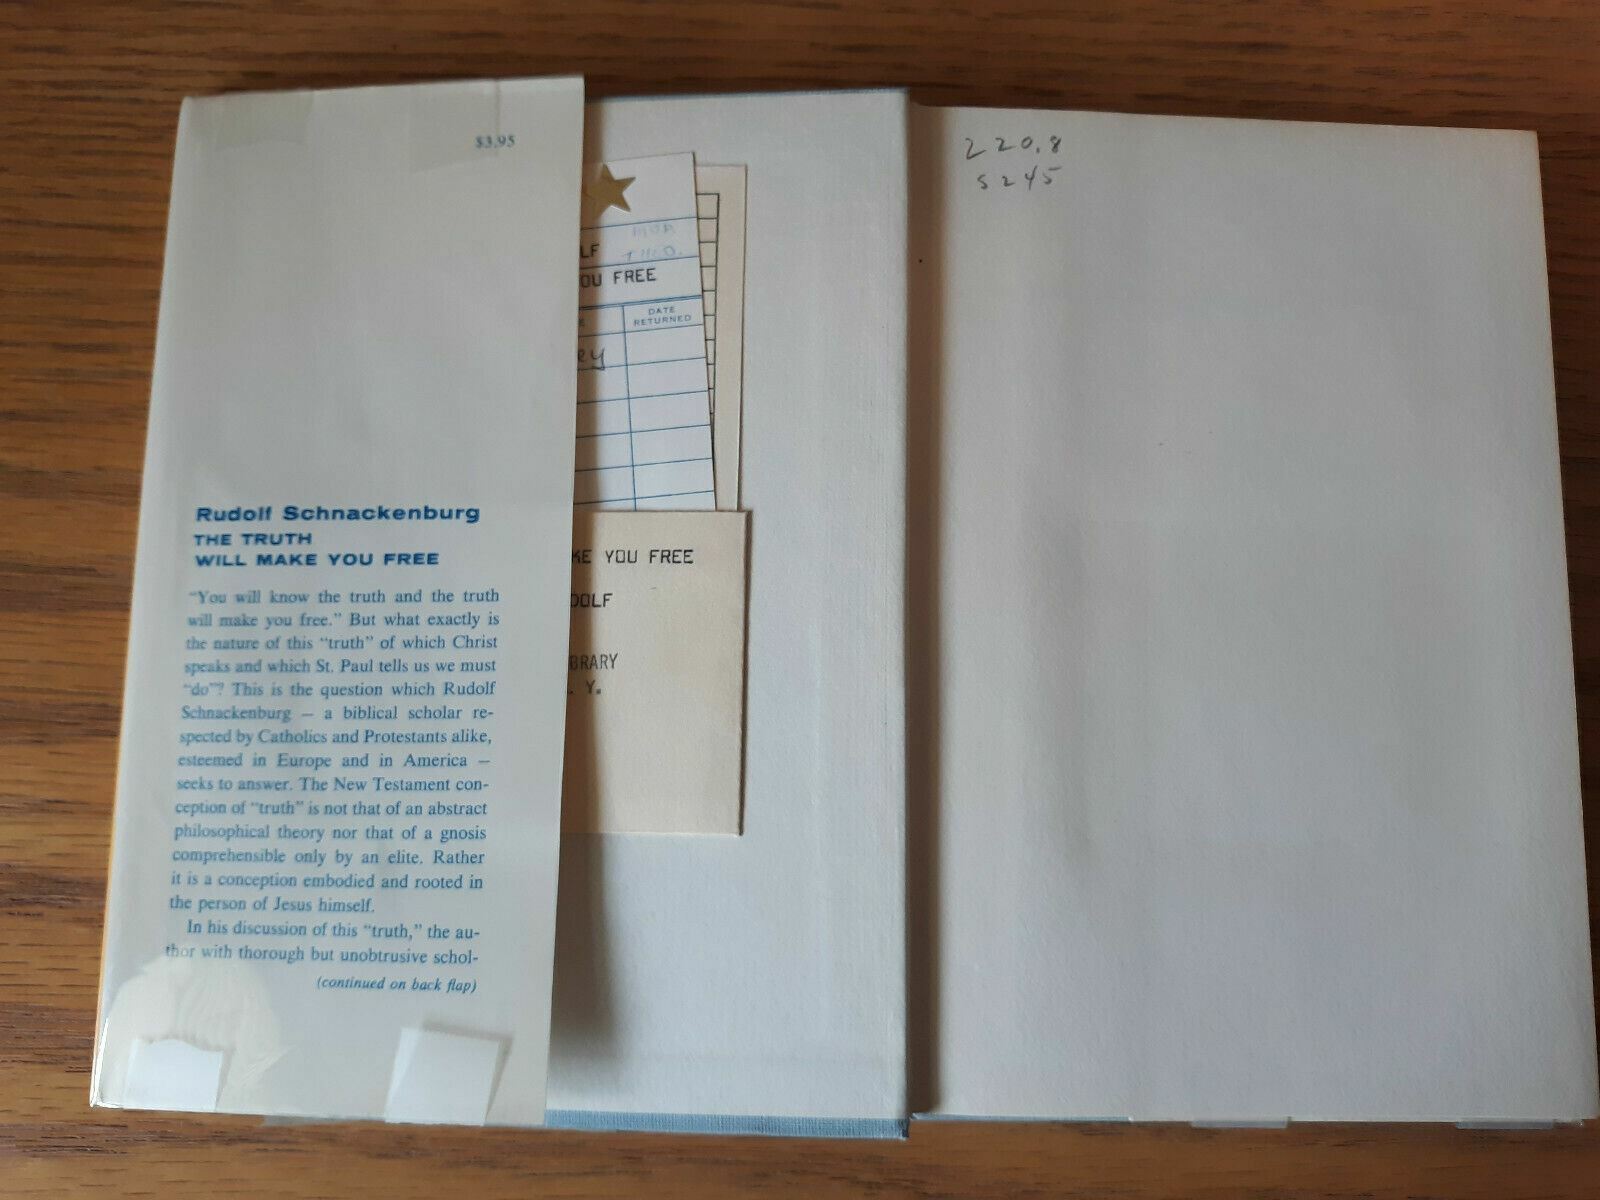 $3.95
Rudolf Schnackenburg
THE TRUTH
WILL MAKE YOU FREE
"You will know the truth and the truth
will make you free." But what exactly is
the nature of this "truth" of which Christ
speaks and which St. Paul tells us we must
"do"? This is the question which Rudolf
Schnackenburg — a biblical scholar re-
spected by Catholics and Protestants alike,
esteemed in Europe and in America —
seeks to answer. The New Testament con-
ception of "truth" is not that of an abstract
philosophical theory nor that of a gnosis
comprehensible only by an elite. Rather
it is a conception embodied and rooted in
the person of Jesus himself.
In his discussion of this "truth," the au-
thor with thorough but unobtrusive schol-
(continued on back flap)
LF
OU FREE
DATE
RETURNED
KE YOU FREE
DOLF
BRARY
. Y.
220.8
S245